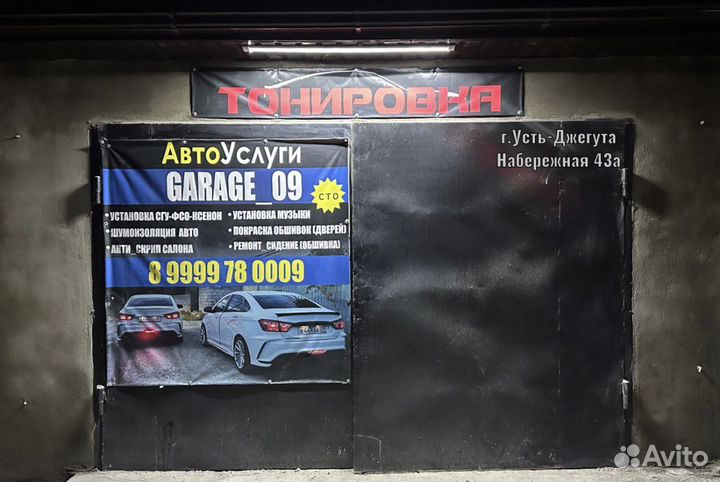 ТОНИРОВКА
г.Усть-Джегута
Набережная 43а
АвтоУслуги
GARAGE_09
СТО
• УСТАНОВКА СГУ-ФСО-КСЕНОН
• ШУМОИЗОЛЯЦИЯ АВТО
• АНТИ_СКРИП САЛОНА
• УСТАНОВКА МУЗЫКИ
• ПОКРАСКА ОБШИВОК (ДВЕРЕЙ)
• РЕМОНТ_СИДЕНИЕ (ОБШИВКА)
8 9999 78 0009
Avito